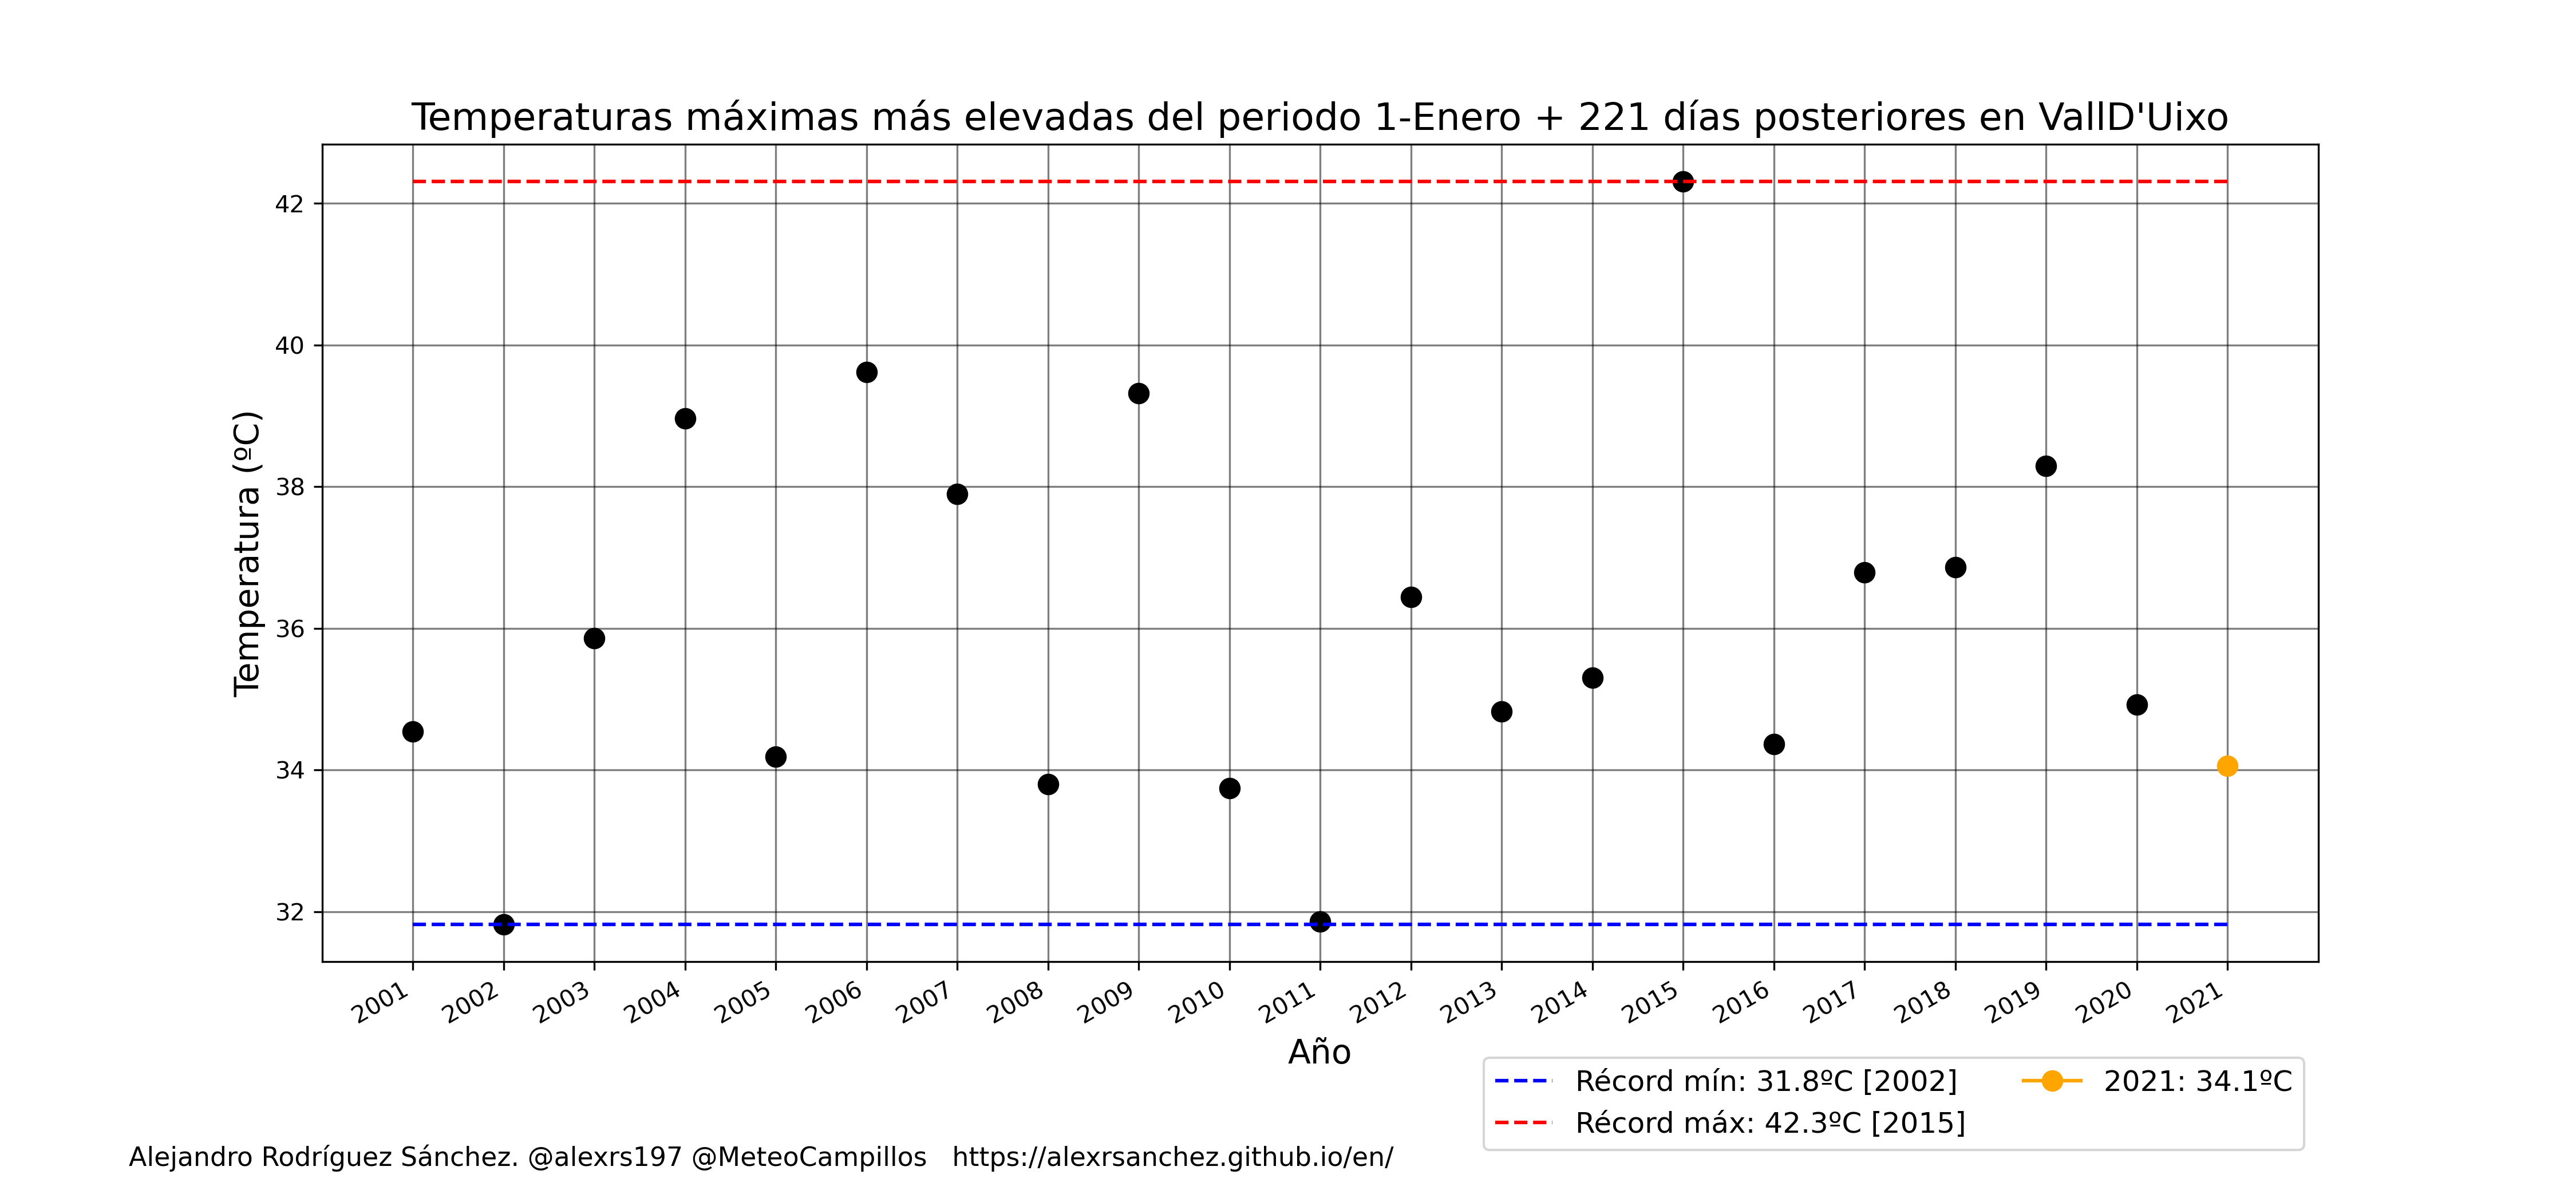 Temperaturas máximas más elevadas del periodo 1-Enero + 221 días posteriores en VallD'Uixo
Temperatura (ºC)
42
40
38
36
34
32
2001 2002 2003 2004 2005 2006 2007 2008 2009 2010 2011 2012 2013 2014 2015 2016 2017 2018 2019 2020 2021
Año
Récord mín: 31.8ºC [2002]
Récord máx: 42.3ºC [2015]
2021: 34.1ºC
Alejandro Rodríguez Sánchez. @alexrs197 @MeteoCampillos https://alexrsanchez.github.io/en/